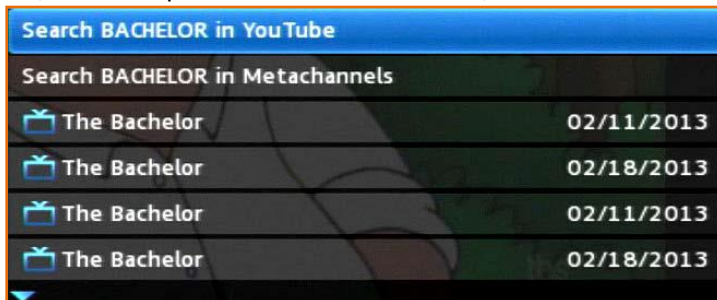 Search BACHELOR in YouTube
Search BACHELOR in Metachannels
The Bachelor 02/11/2013
The Bachelor 02/18/2013
The Bachelor 02/11/2013
The Bachelor 02/18/2013
tbs